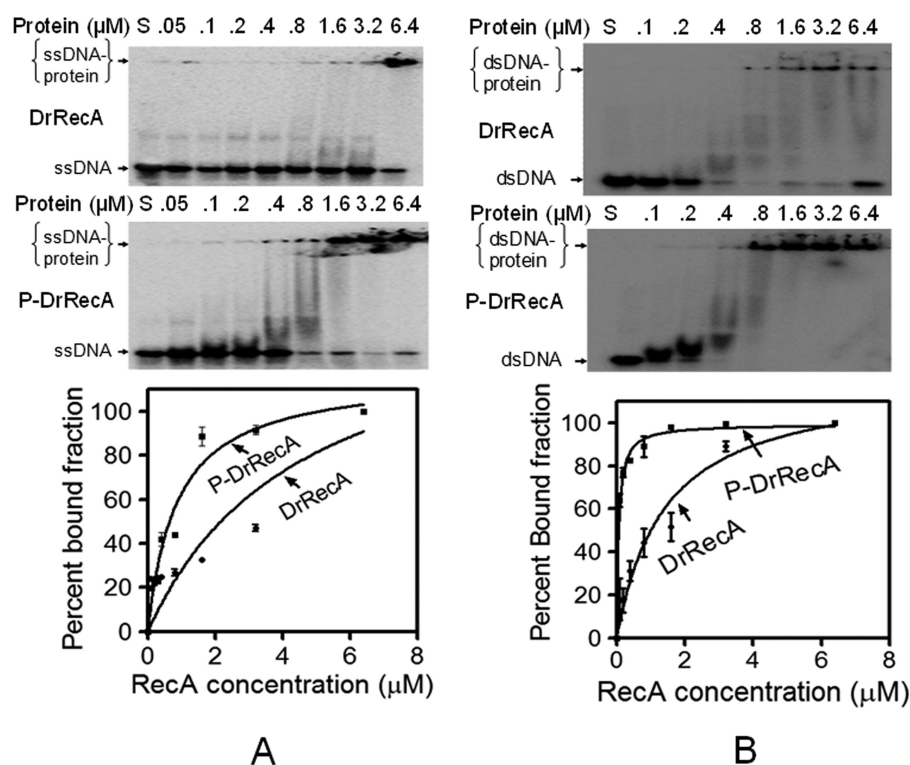 Protein (µM) S .05 .1 .2 .4 .8 1.6 3.2 6.4
ssDNA-
protein
DrRecA
ssDNA
Protein (µM) S .05 .1 .2 .4 .8 1.6 3.2 6.4
ssDNA-
protein
P-DrRecA
ssDNA
100
80
60
40
20
0
Percent bound fraction
P-DrRecA
DrRecA
0 2 4 6 8
RecA concentration (µM)
A
Protein (µM) S .1 .2 .4 .8 1.6 3.2 6.4
dsDNA-
protein
DrRecA
dsDNA
Protein (µM) S .1 .2 .4 .8 1.6 3.2 6.4
dsDNA-
protein
P-DrRecA
dsDNA
100
80
60
40
20
0
Percent Bound fraction
P-DrRecA
DrRecA
0 2 4 6 8
RecA concentration (µM)
B